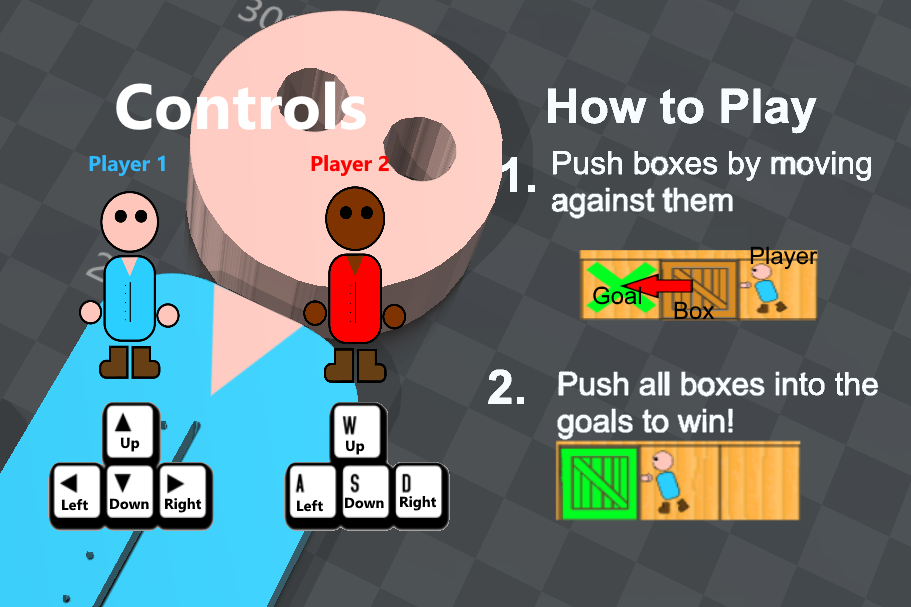 Controls
Player 1
Player 2
W
Up
Up
A
S
D
Left
Down
Right
Left
Down
Right
How to Play
1. Push boxes by moving
against them
Player
Goal
Box
2. Push all boxes into the
goals to win!